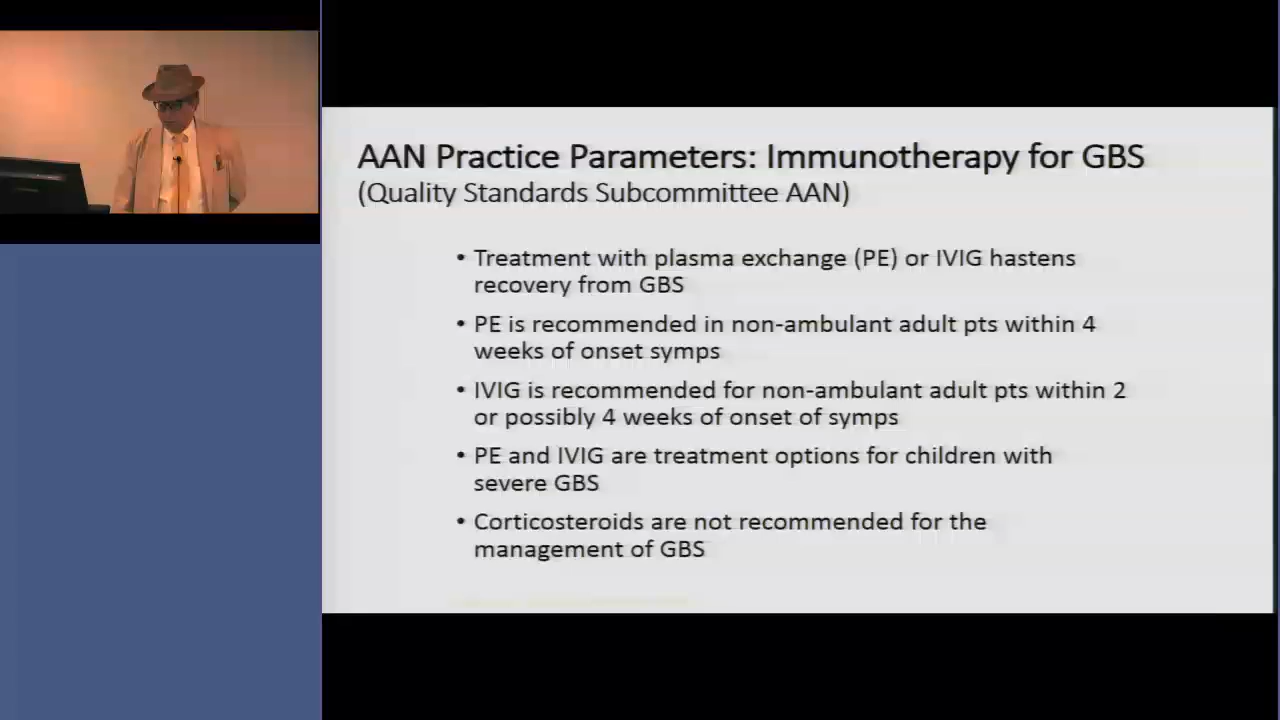 AAN Practice Parameters: Immunotherapy for GBS
(Quality Standards Subcommittee AAN)
• Treatment with plasma exchange (PE) or IVIG hastens
recovery from GBS
• PE is recommended in non-ambulant adult pts within 4
weeks of onset symps
• IVIG is recommended for non-ambulant adult pts within 2
or possibly 4 weeks of onset of symps
• PE and IVIG are treatment options for children with
severe GBS
• Corticosteroids are not recommended for the
management of GBS